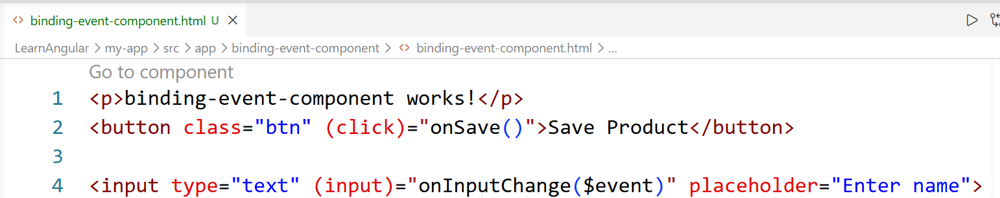 binding-event-component.html U
LearnAngular > my-app > src > app > binding-event-component > <> binding-event-component.html > ...
Go to component
1 <p>binding-event-component works!</p>
2 <button class="btn" (click)="onSave()">Save Product</button>
3
4 <input type="text" (input)="onInputChange($event)" placeholder="Enter name">